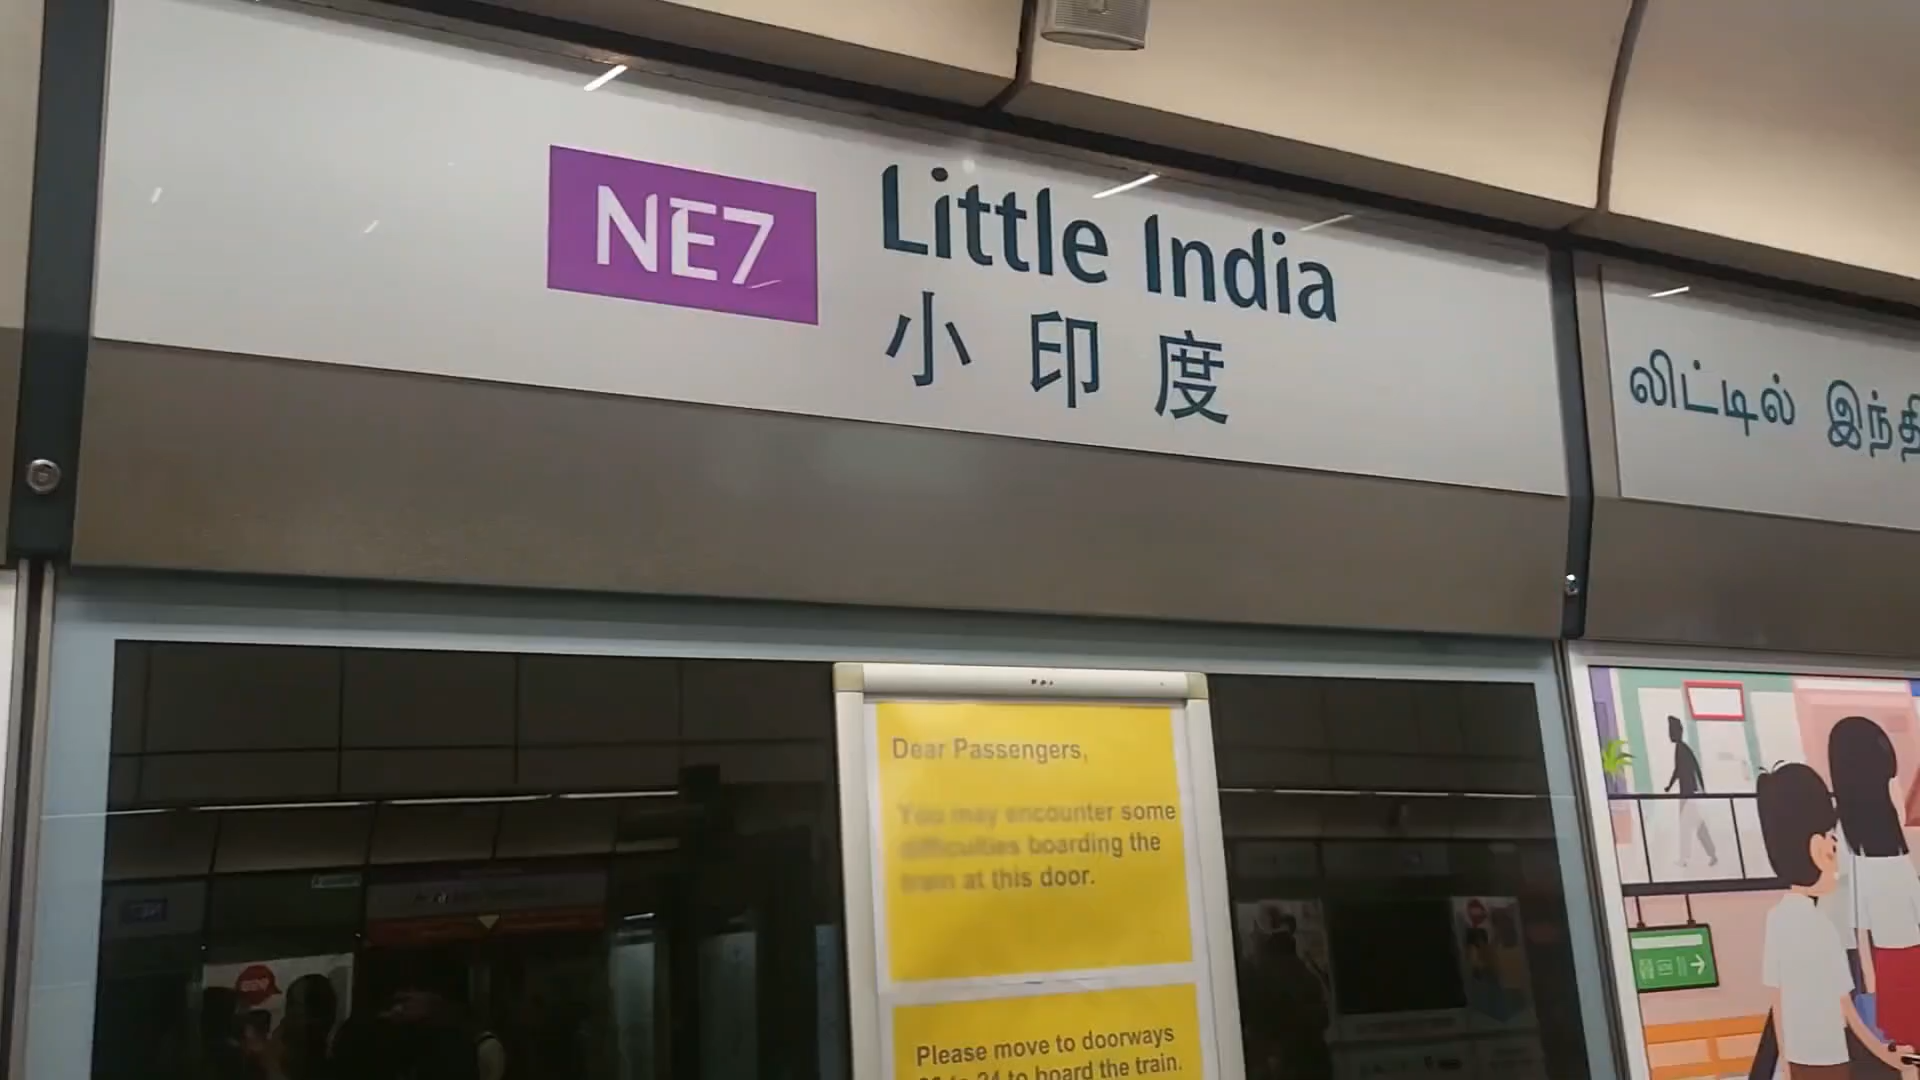 NE7
Little India
小印度
லிட்டில் இந்தி
Dear Passengers,
You may encounter some
difficulties boarding the
train at this door.
Please move to doorways
24 to board the train.